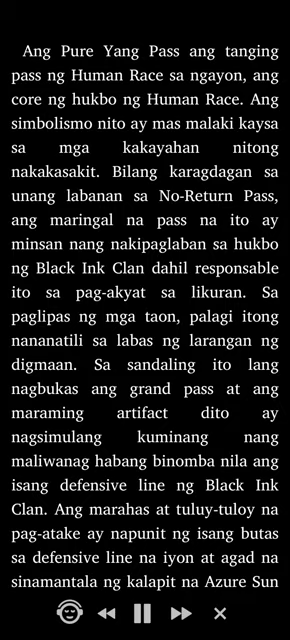 Ang Pure Yang Pass ang tanging
pass ng Human Race sa ngayon, ang
core ng hukbo ng Human Race. Ang
simbolismo nito ay mas malaki kaysa
sa mga kakayahan nitong
nakakasakit. Bilang karagdagan sa
unang labanan sa No-Return Pass,
ang maringal na pass na ito ay
minsan nang nakipaglaban sa hukbo
ng Black Ink Clan dahil responsable
ito sa pag-akyat sa likuran. Sa
paglipas ng mga taon, palagi itong
nananatili sa labas ng larangan ng
digmaan. Sa sandaling ito lang
nagbukas ang grand pass at ang
maraming artifact dito ay
nagsimulang kuminang nang
maliwanag habang binomba nila ang
isang defensive line ng Black Ink
Clan. Ang marahas at tuluy-tuloy na
pag-atake ay napunit ng isang butas
sa defensive line na iyon at agad na
sinamantala ng kalapit na Azure Sun